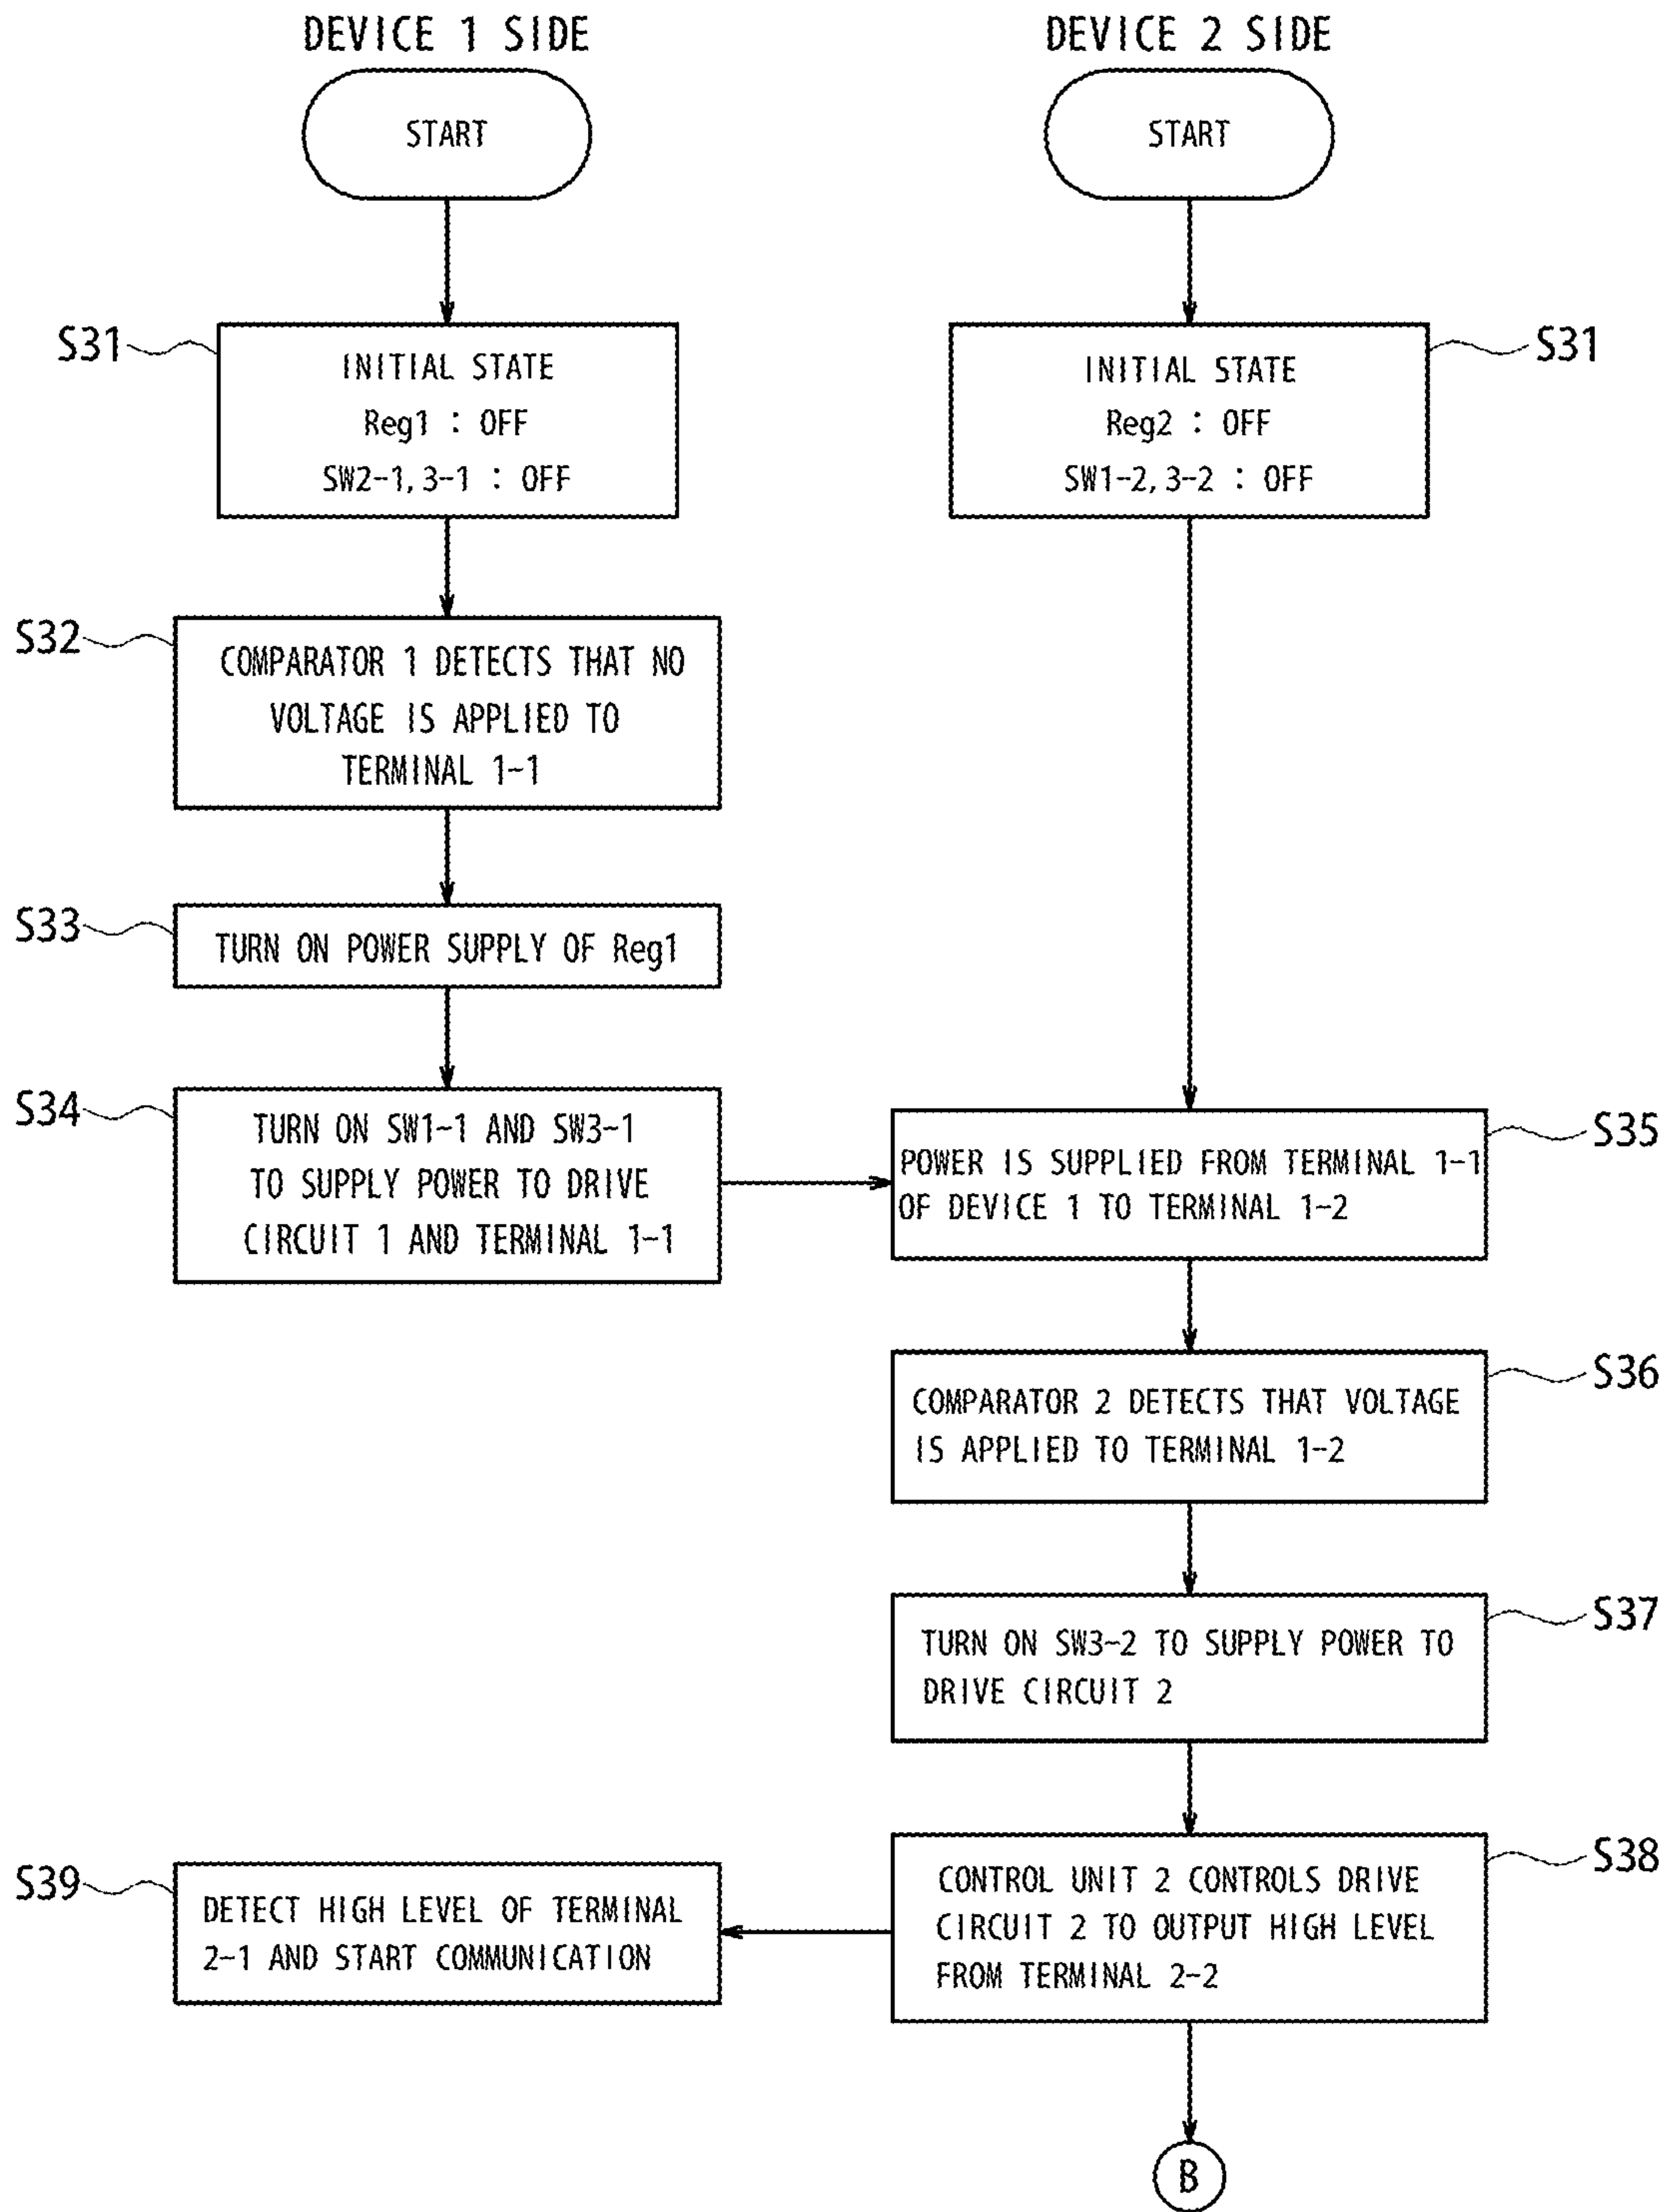 DEVICE 1 SIDE
START
S31
INITIAL STATE
Reg1 : OFF
SW2-1, 3-1 : OFF
S32
COMPARATOR 1 DETECTS THAT NO
VOLTAGE IS APPLIED TO
TERMINAL 1-1
S33
TURN ON POWER SUPPLY OF Reg1
S34
TURN ON SW1-1 AND SW3-1
TO SUPPLY POWER TO DRIVE
CIRCUIT 1 AND TERMINAL 1-1
DEVICE 2 SIDE
START
S31
INITIAL STATE
Reg2 : OFF
SW1-2, 3-2 : OFF
S35
POWER IS SUPPLIED FROM TERMINAL 1-1
OF DEVICE 1 TO TERMINAL 1-2
S36
COMPARATOR 2 DETECTS THAT VOLTAGE
IS APPLIED TO TERMINAL 1-2
S37
TURN ON SW3-2 TO SUPPLY POWER TO
DRIVE CIRCUIT 2
S38
CONTROL UNIT 2 CONTROLS DRIVE
CIRCUIT 2 TO OUTPUT HIGH LEVEL
FROM TERMINAL 2-2
S39
DETECT HIGH LEVEL OF TERMINAL
2-1 AND START COMMUNICATION
B